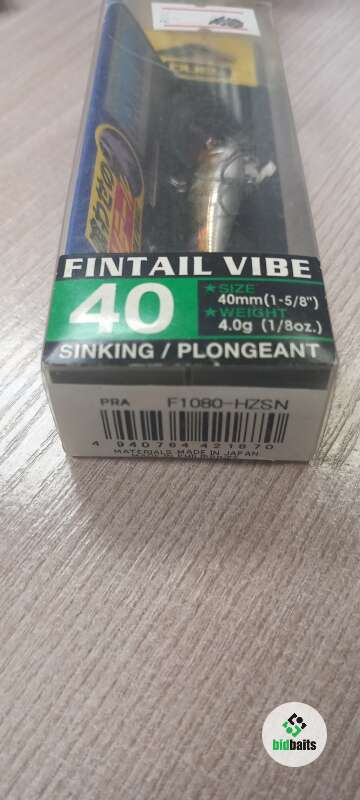 FINTAIL VIBE
40
★SIZE
40mm(1-5/8")
★WEIGHT
4.0g (1/8oz.)
SINKING / PLONGEANT
PRA F1080-HZSN
4 940764 421870
MATERIALS MADE IN JAPAN
bidbaits